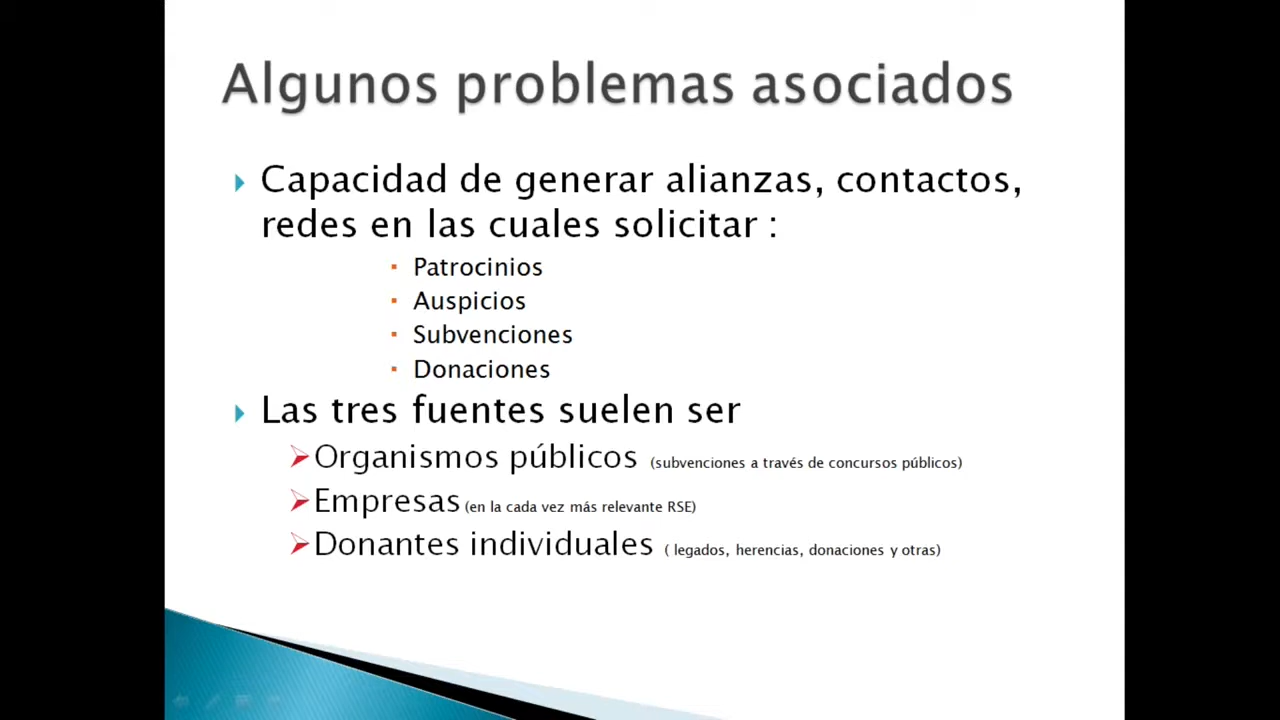 Algunos problemas asociados
Capacidad de generar alianzas, contactos,
redes en las cuales solicitar :
Patrocinios
Auspicios
Subvenciones
Donaciones
Las tres fuentes suelen ser
Organismos públicos (subvenciones a través de concursos públicos)
Empresas (en la cada vez más relevante RSE)
Donantes individuales ( legados, herencias, donaciones y otras)